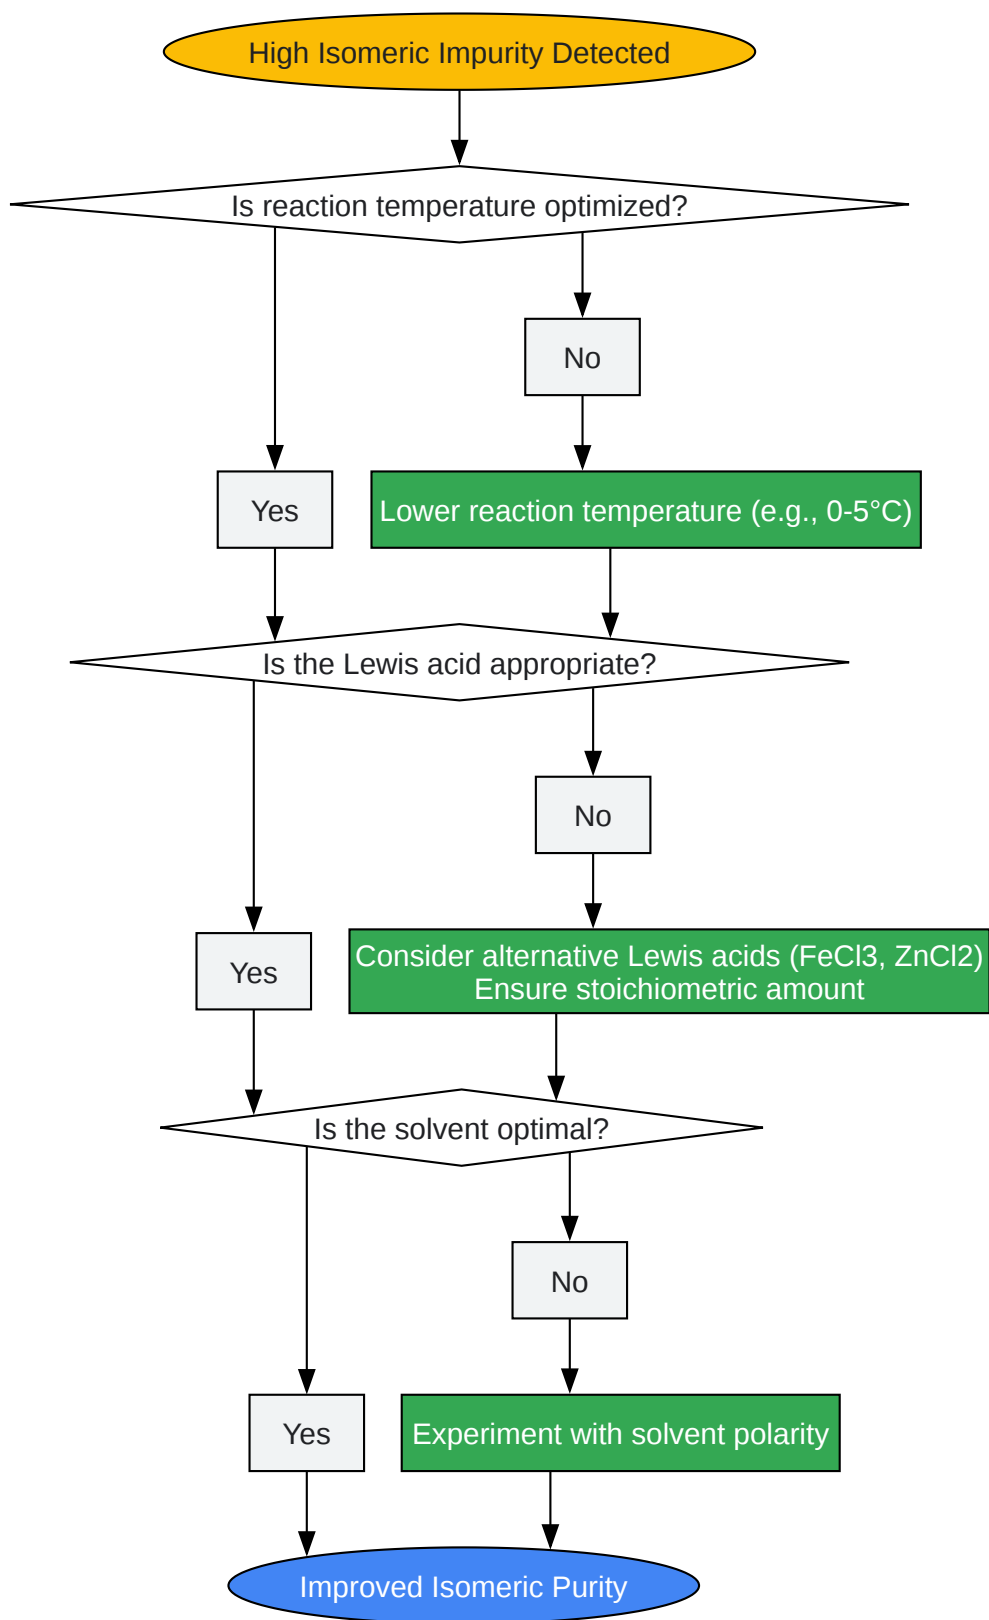 High Isomeric Impurity Detected
Is reaction temperature optimized?
No
Yes
Lower reaction temperature (e.g., 0-5°C)
Is the Lewis acid appropriate?
No
Yes
Consider alternative Lewis acids (FeCl3, ZnCl2)
Ensure stoichiometric amount
Is the solvent optimal?
No
Yes
Experiment with solvent polarity
Improved Isomeric Purity